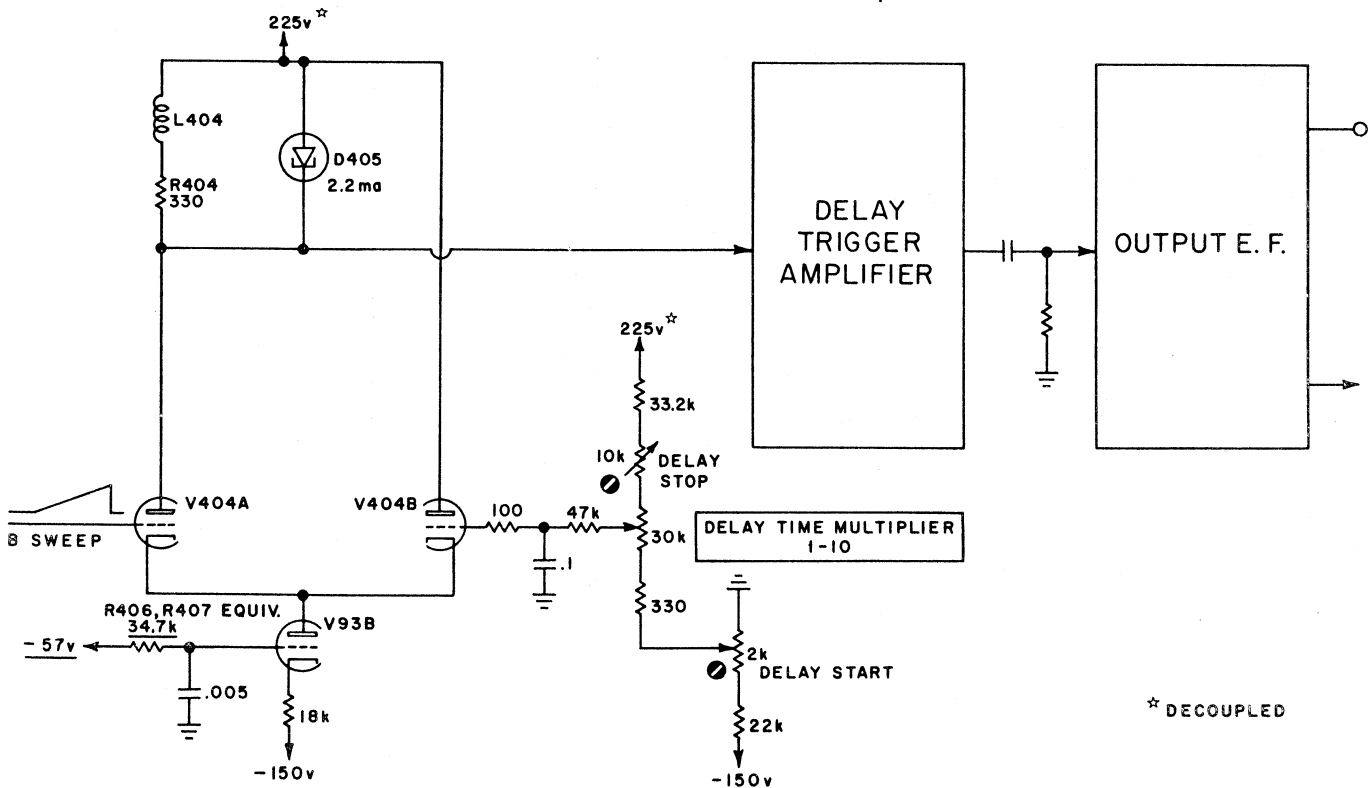 225v ☆
L404
R404
330
D405
2.2ma
DELAY
TRIGGER
AMPLIFIER
OUTPUT E. F.
225v ☆
33.2k
10k
DELAY
STOP
V404A
V404B
100
47k
30k
DELAY TIME MULTIPLIER
1-10
B SWEEP
.1
R406, R407 EQUIV.
34.7k
330
V93B
-57v
2k
DELAY START
.005
18k
22k
☆ DECOUPLED
-150v
-150v